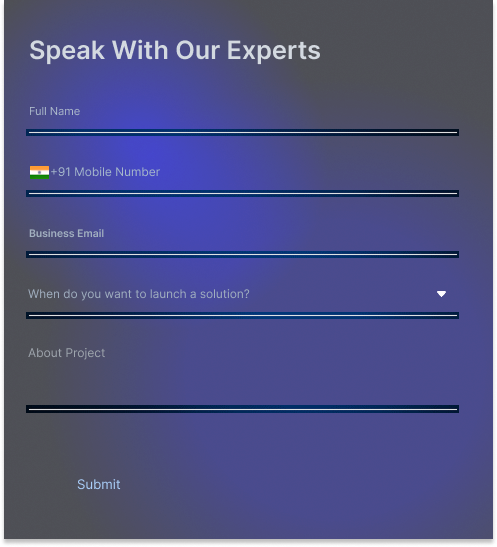 Speak With Our Experts
Full Name
+91 Mobile Number
Business Email
When do you want to launch a solution?
About Project
Submit